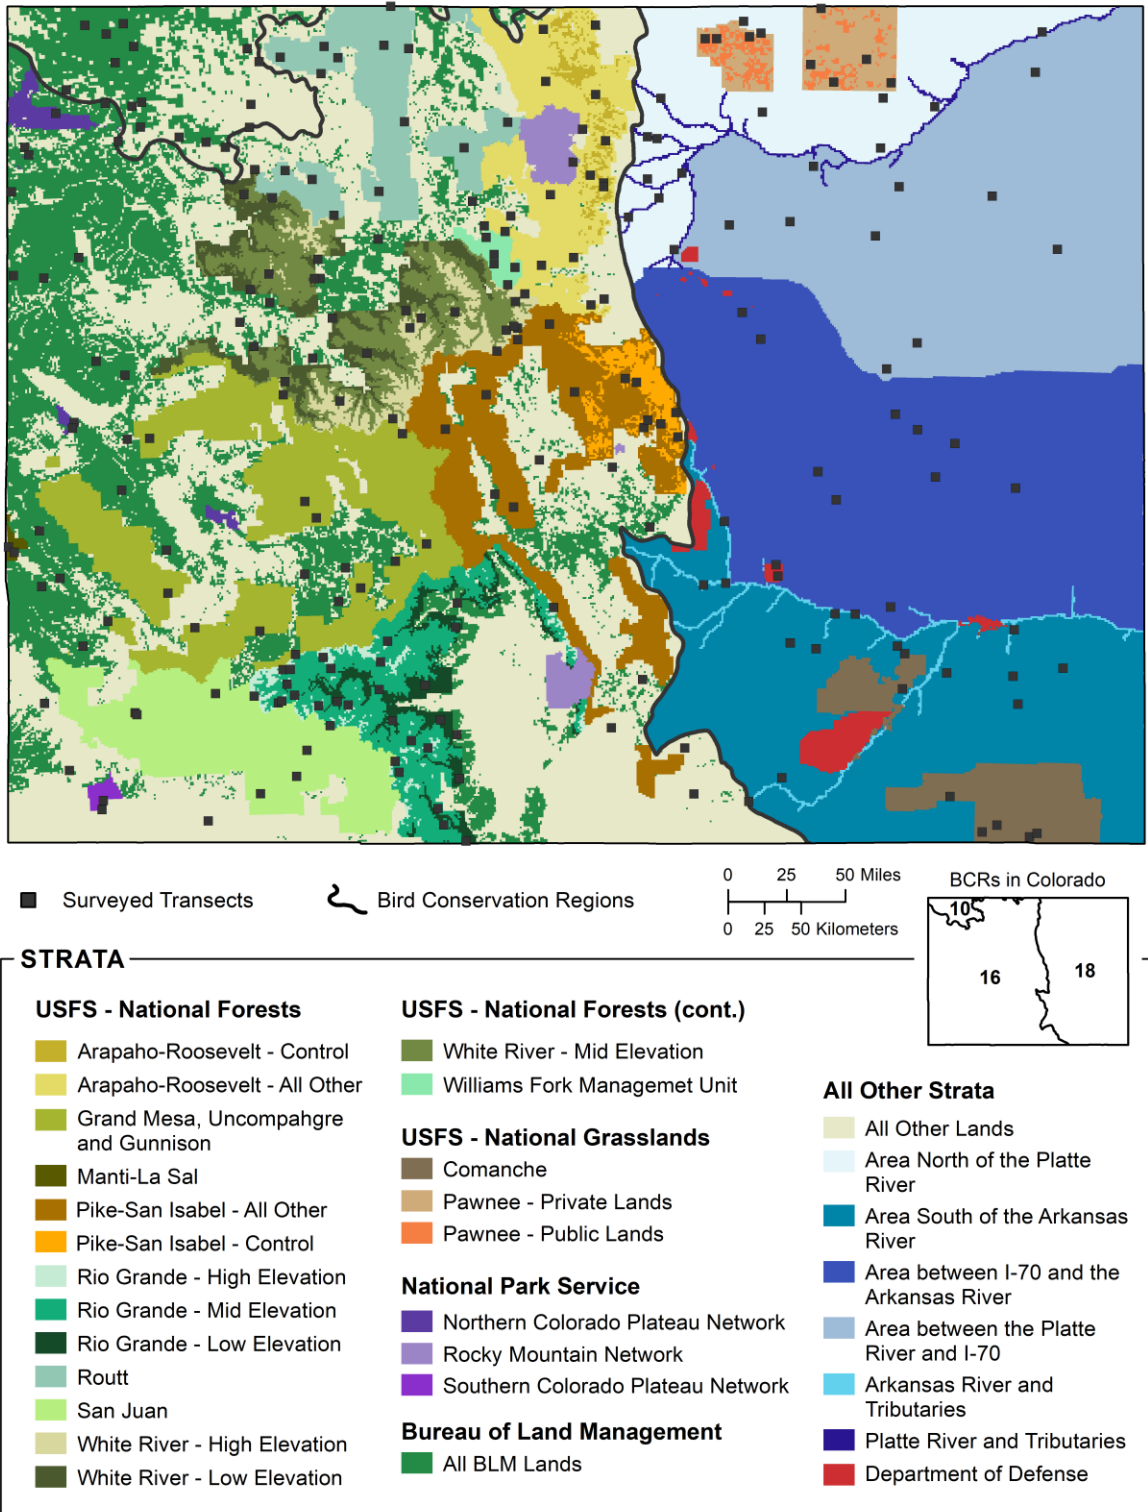 Surveyed Transects
Bird Conservation Regions
0 25 50 Miles
0 25 50 Kilometers
BCRs in Colorado
10
16
18
STRATA
USFS - National Forests
Arapaho-Roosevelt - Control
Arapaho-Roosevelt - All Other
Grand Mesa, Uncompahgre
and Gunnison
Manti-La Sal
Pike-San Isabel - All Other
Pike-San Isabel - Control
Rio Grande - High Elevation
Rio Grande - Mid Elevation
Rio Grande - Low Elevation
Routt
San Juan
White River - High Elevation
White River - Low Elevation
USFS - National Forests (cont.)
White River - Mid Elevation
Williams Fork Managemet Unit
USFS - National Grasslands
Comanche
Pawnee - Private Lands
Pawnee - Public Lands
National Park Service
Northern Colorado Plateau Network
Rocky Mountain Network
Southern Colorado Plateau Network
Bureau of Land Management
All BLM Lands
All Other Strata
All Other Lands
Area North of the Platte
River
Area South of the Arkansas
River
Area between I-70 and the
Arkansas River
Area between the Platte
River and I-70
Arkansas River and
Tributaries
Platte River and Tributaries
Department of Defense